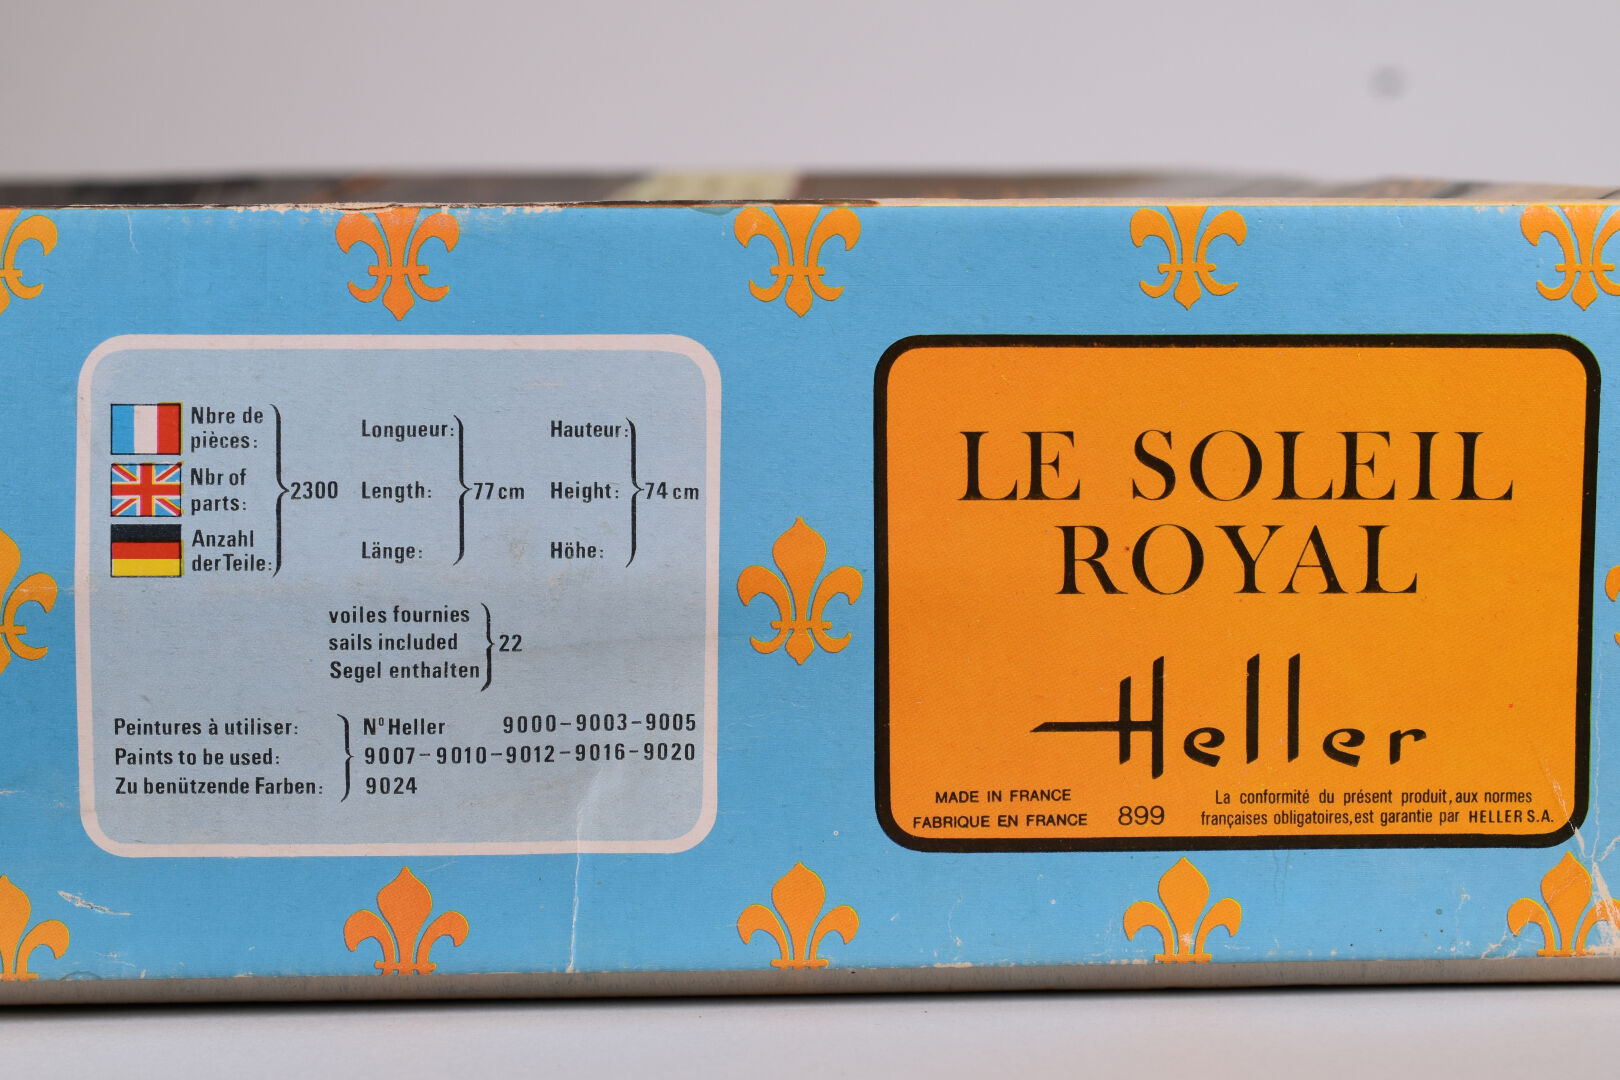 Nbre de
pièces:
Nbr of
parts:
Anzahl
der Teile:
2300
Longueur:
Length:
Länge:
77 cm
Hauteur:
Height:
Höhe:
74 cm
voiles fournies
sails included
Segel enthalten
22
Peintures à utiliser:
Paints to be used:
Zu benützende Farben:
Nº Heller 9000-9003-9005
9007-9010-9012-9016-9020
9024
LE SOLEIL
ROYAL
Heller
MADE IN FRANCE
FABRIQUE EN FRANCE
899
La conformité du présent produit, aux normes
françaises obligatoires, est garantie par HELLER S.A.